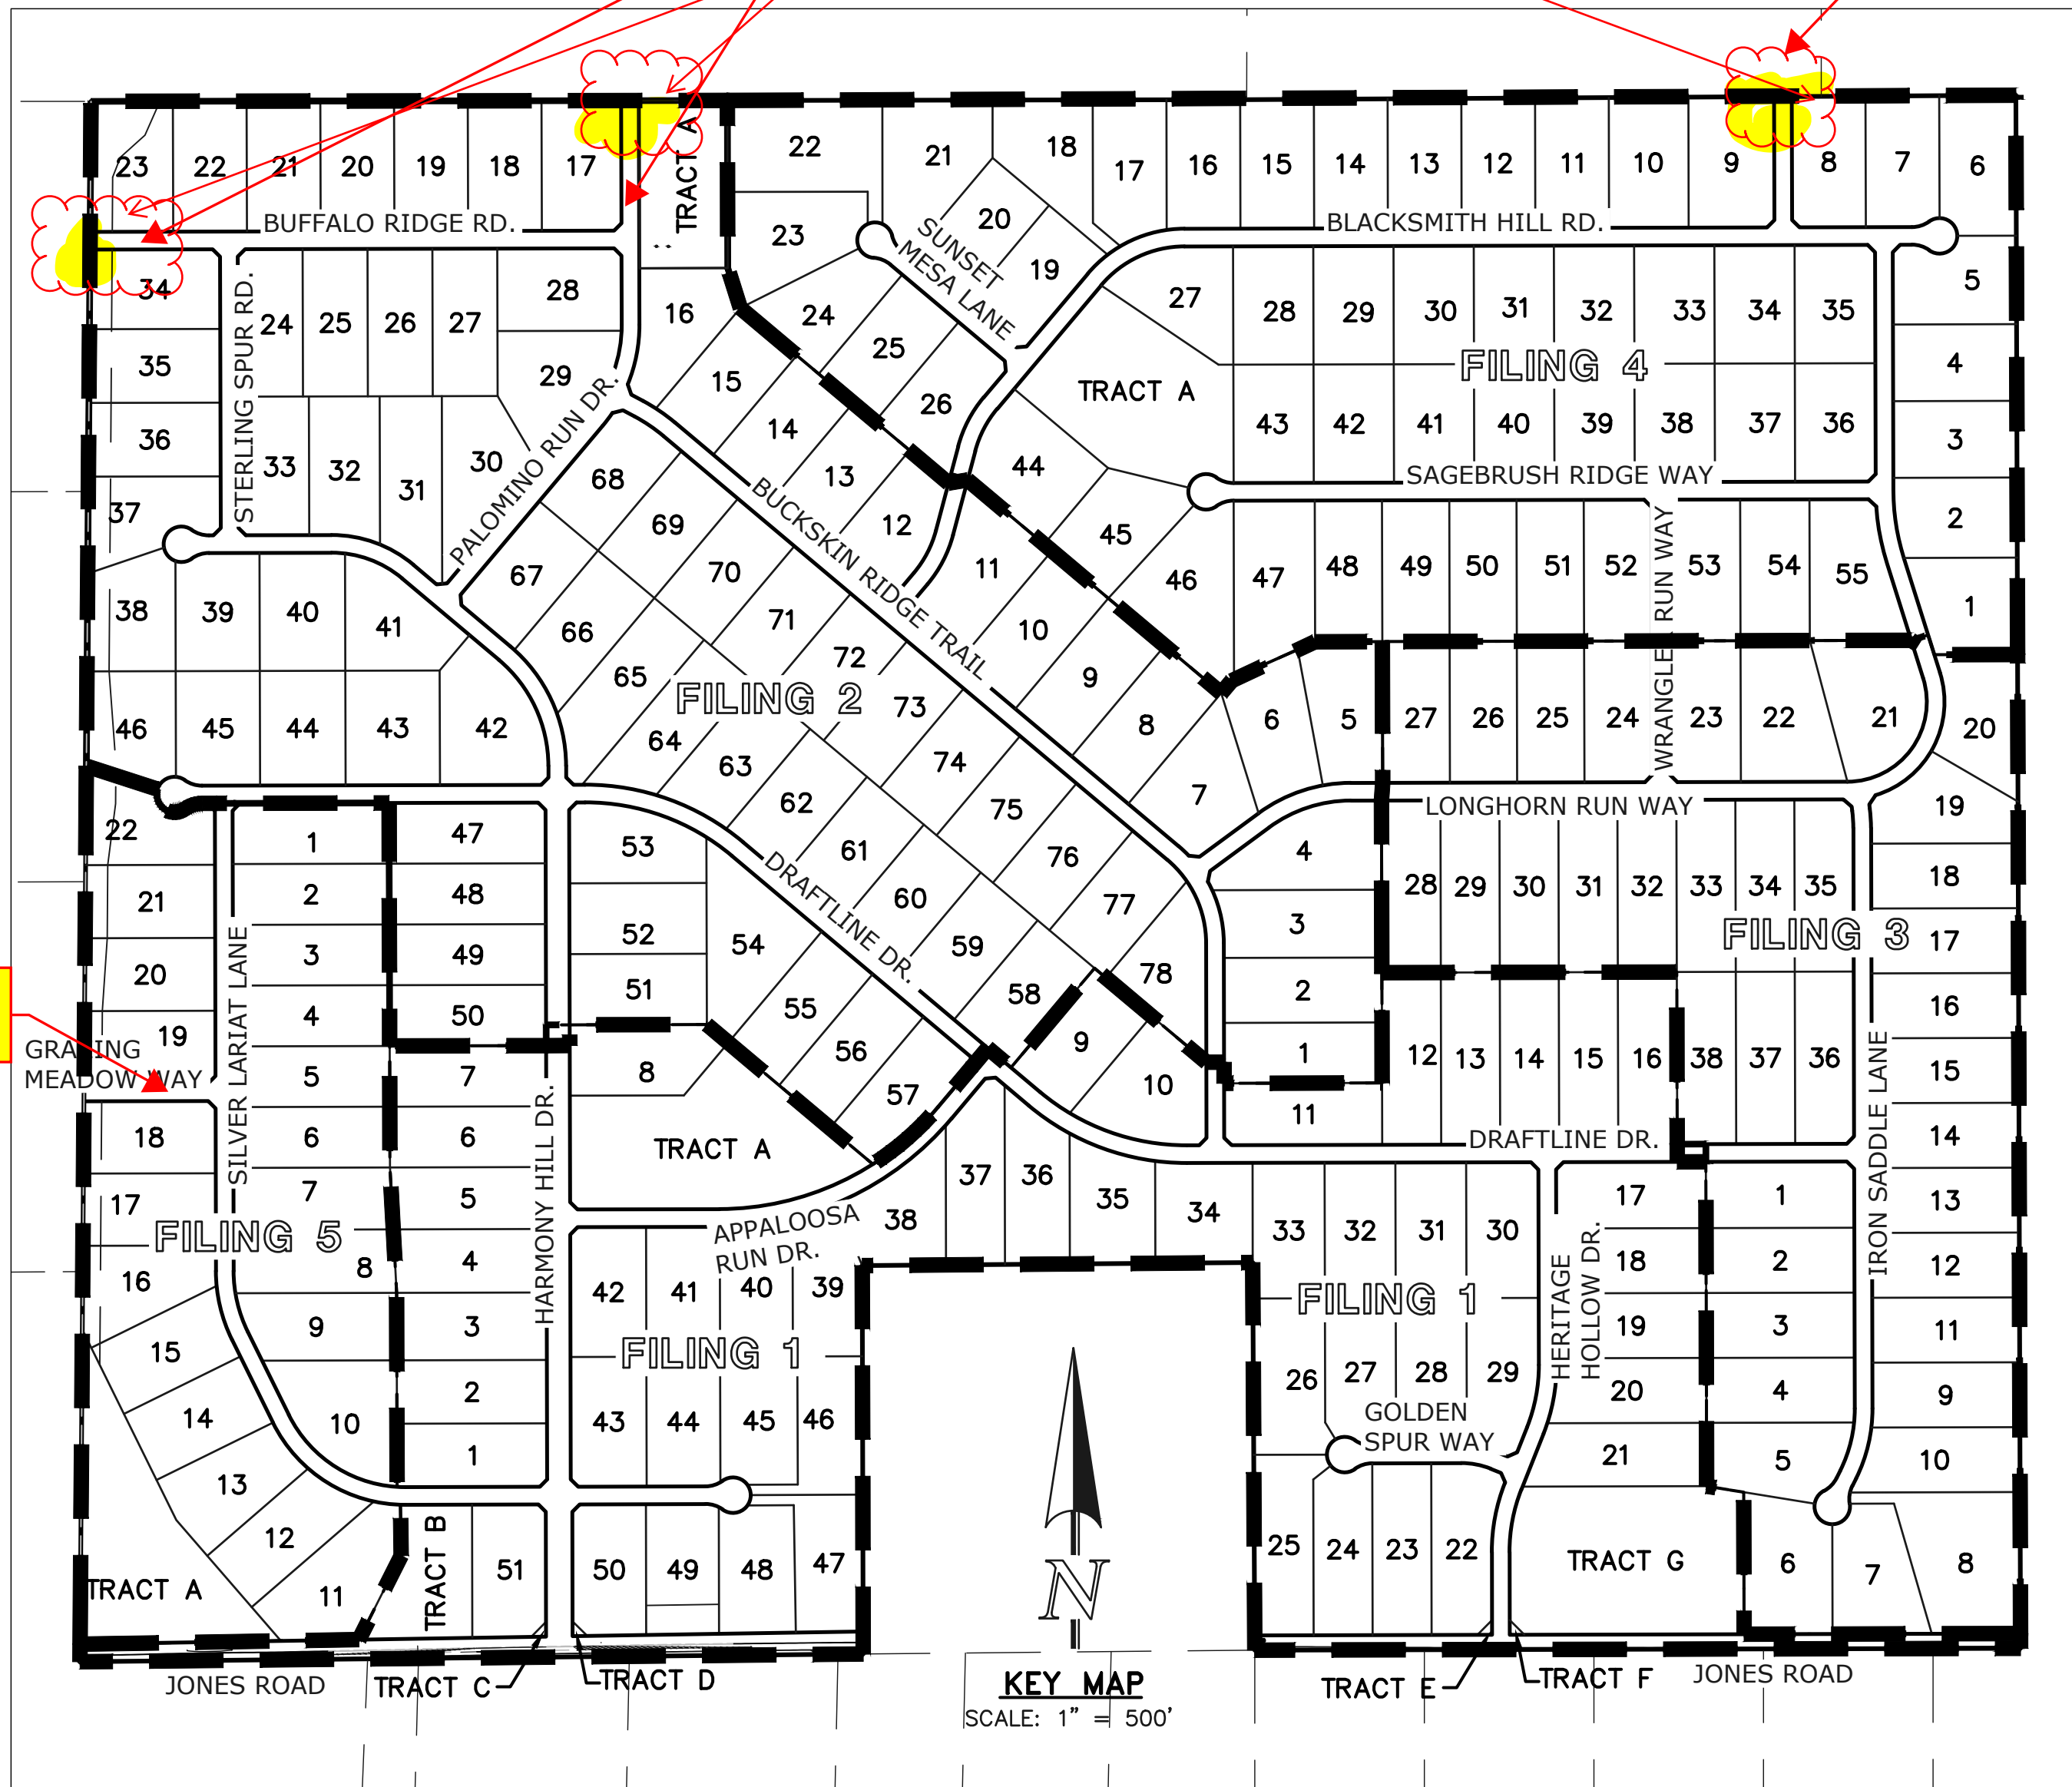 23 22 21 20 19 18 17 TRACT A 22 21 18 17 16 15 14 13 12 11 10 9 8 7 6
BUFFALO RIDGE RD.
23 SUNSET
MESA LANE
20 19
BLACKSMITH HILL RD.
34 STERLING SPUR RD.
24 25 26 27 28
16 24 25
27 28 29 30 31 32 33 34 35 5
35 29 15 26
TRACT A
FILING 4
4
36 33 32 31 30
PALOMINO RUN DR.
68 14 13
43 42 41 40 39 38 37 36 3
37 69 12 44
SAGEBRUSH RIDGE WAY
BUCKSKIN RIDGE TRAIL
WRANGLER RUN WAY
2
67 70 11 45 46 47 48 49 50 51 52 53 54 55
38 39 40 41 66 71 10 1
65 72 9
FILING 2
46 45 44 43 42 64 73 8 6 5 27 26 25 24 23 22 21 20
63 74 7
62 75
LONGHORN RUN WAY
19
22 1 47 53 61 76 4
DRAFTLINE DR.
21 2 48 60 77 28 29 30 31 32 33 34 35 18
3 49 52 54 59 3
FILING 3
17
20 51 58 78 2
4 50 55 16
19
GRAZING
MEADOW WAY
SILVER LARIAT LANE
5 7 8 56 57 9 10 1 12 13 14 15 16 38 37 36
IRON SADDLE LANE
15
11
18 6 6
TRACT A
DRAFTLINE DR.
14
17 7 5 38 37 36 35 34 17 1 13
HARMONY HILL DR.
APPALOOSA
RUN DR.
FILING 5
33 32 31 30
HERITAGE
HOLLOW DR.
16 8 4 42 41 40 39 18 2 12
FILING 1
15 9 3
FILING 1
19 3 11
14 10 2 43 44 45 46 26 27 28 29 20 4 9
GOLDEN
SPUR WAY
13 1 21 5 10
12 TRACT B 51 50 49 48 47
N
25 24 23 22
TRACT G
6 7 8
TRACT A
11
JONES ROAD
TRACT C
TRACT D
KEY MAP
SCALE: 1" = 500'
TRACT E
TRACT F
JONES ROAD